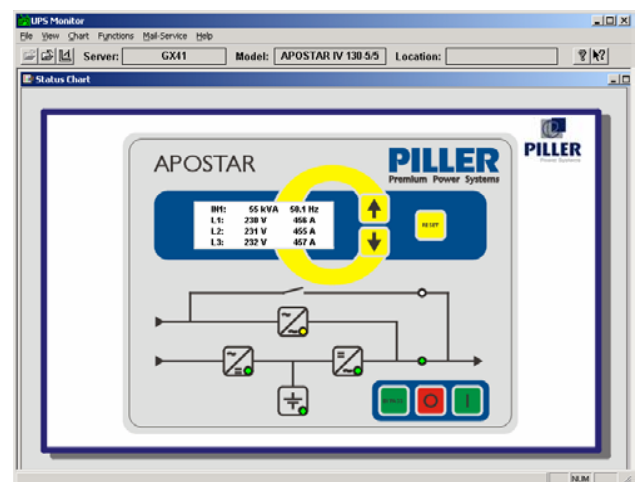 UPS Monitor
File View Chart Functions Mail-Service Help
Server: GX41 Model: APOSTAR IV 130-5/5 Location:
Status Chart
PILLER
Power Systems
APOSTAR
PILLER
Premium Power Systems
IN1: 55 kVA 50.1 Hz
L1: 230 V 456 A
L2: 231 V 455 A
L3: 232 V 457 A
RESET
BYPASS
NUM